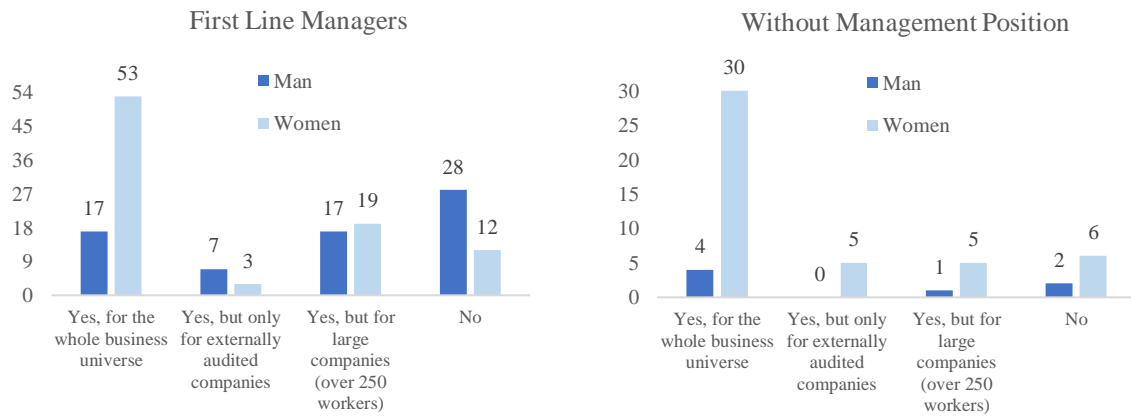 First Line Managers
54
45
36
27
18
9
0
Man
Women
17
53
7
3
17
19
28
12
Yes, for the
whole business
universe
Yes, but only
for externally
audited
companies
Yes, but for
large
companies
(over 250
workers)
No
Without Management Position
30
25
20
15
10
5
0
Man
Women
4
30
0
5
1
5
2
6
Yes, for the
whole business
universe
Yes, but only
for externally
audited
companies
Yes, but for
large
companies
(over 250
workers)
No